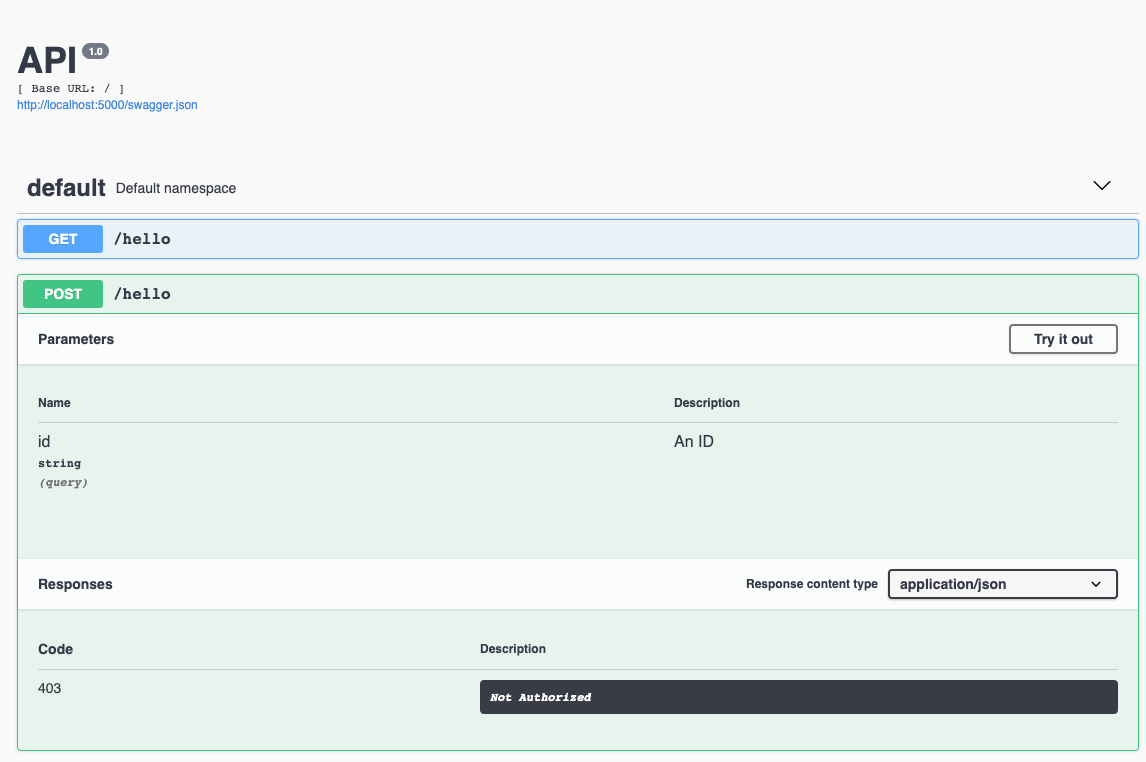 API 1.0
[ Base URL: / ]
http://localhost:5000/swagger.json
default Default namespace
GET /hello
POST /hello
Parameters Try it out
Name Description
id An ID
string
(query)
Responses Response content type application/json
Code Description
403 Not Authorized